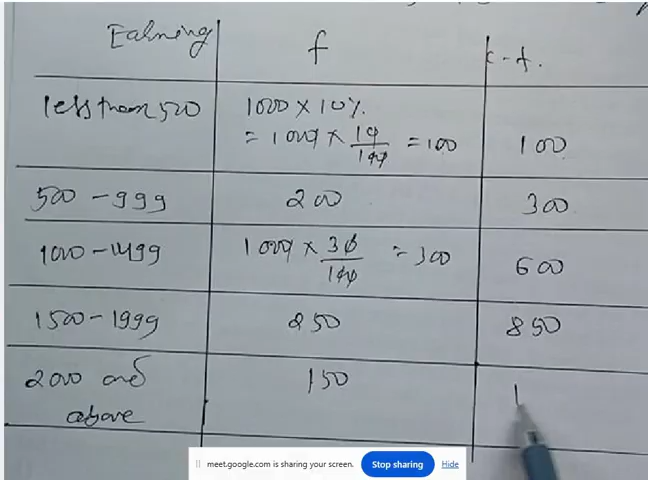 Earning f c.f.
less than 500 1000 × 10%
= 1000 × 10/100 = 100 100
500 - 999 200 300
1000 - 1499 1000 × 30/100 = 300 600
1500 - 1999 250 850
2000 and 150 1
above
meet.google.com is sharing your screen. Stop sharing Hide